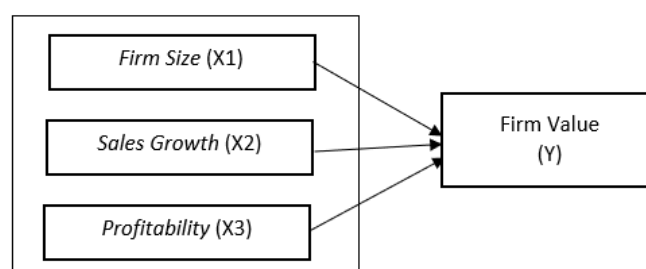 Firm Size (X1)
Sales Growth (X2)
Profitability (X3)
Firm Value
(Y)